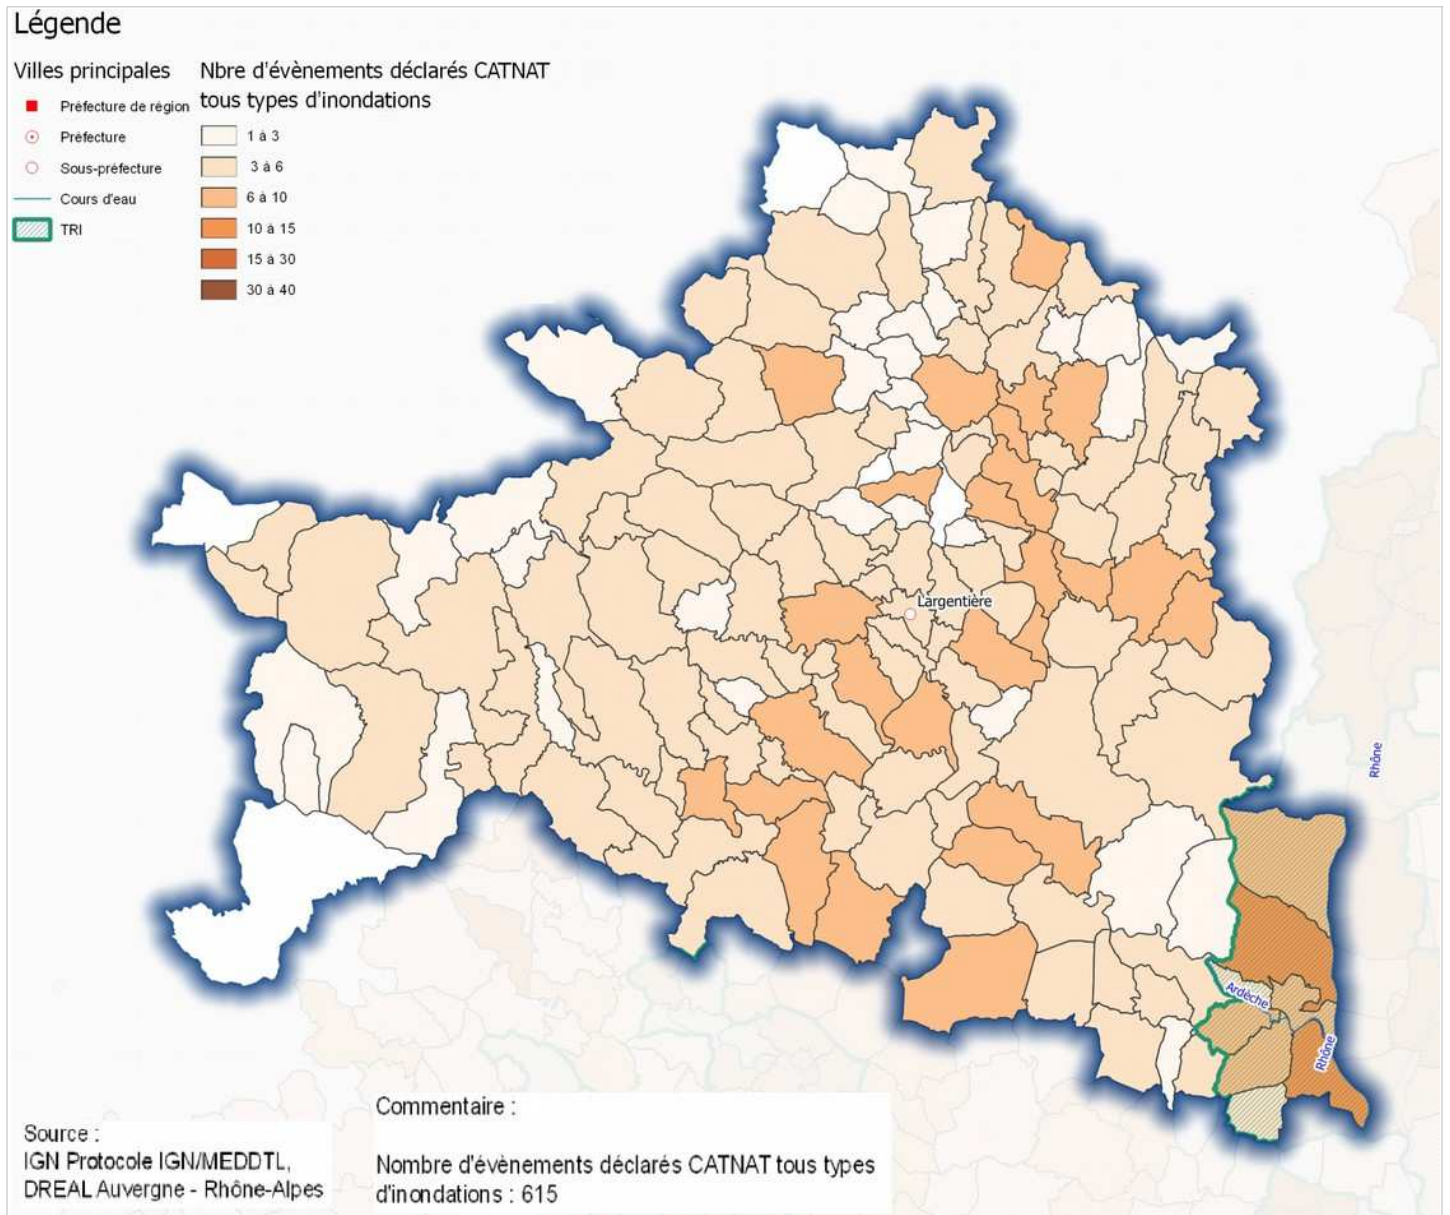 Légende
Villes principales
Préfecture de région
Préfecture
Sous-préfecture
Cours d'eau
TRI
Nbre d'évènements déclarés CATNAT
tous types d'inondations
1 à 3
3 à 6
6 à 10
10 à 15
15 à 30
30 à 40
Largentière
Rhône
Ardèche
Rhône
Source :
IGN Protocole IGN/MEDDTL,
DREAL Auvergne - Rhône-Alpes
Commentaire :
Nombre d'évènements déclarés CATNAT tous types
d'inondations : 615